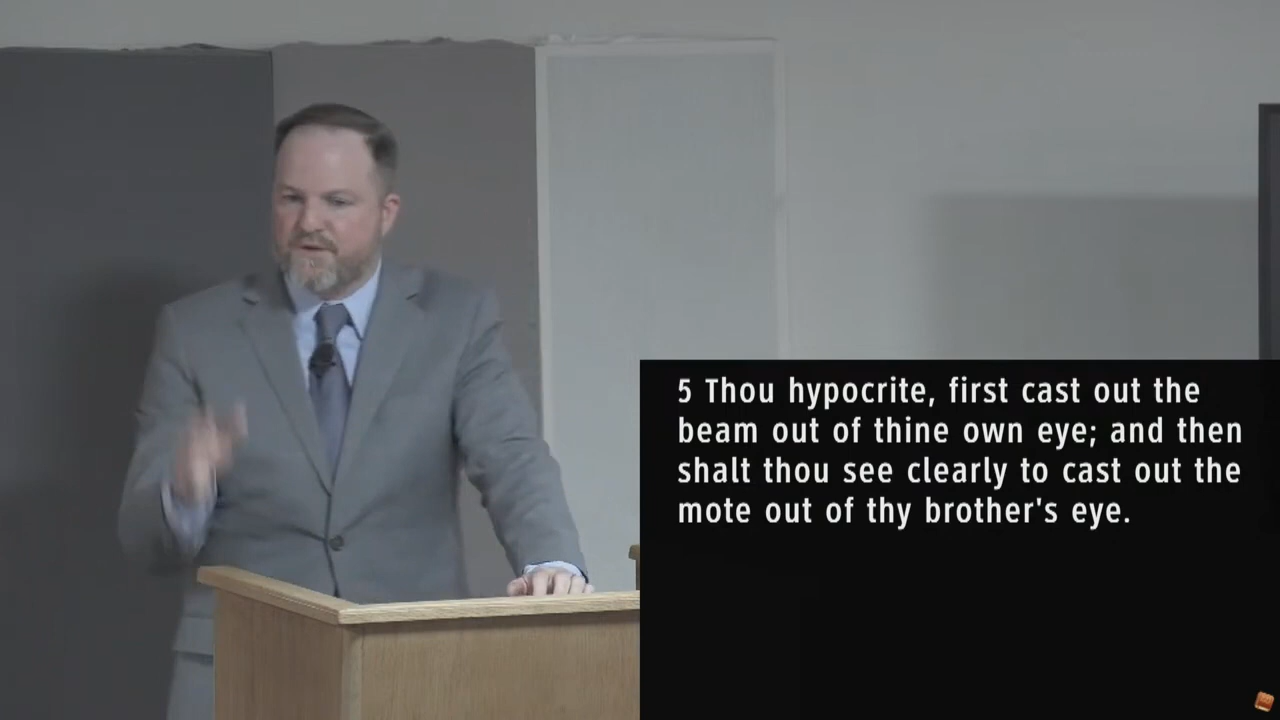 5 Thou hypocrite, first cast out the
beam out of thine own eye; and then
shalt thou see clearly to cast out the
mote out of thy brother's eye.